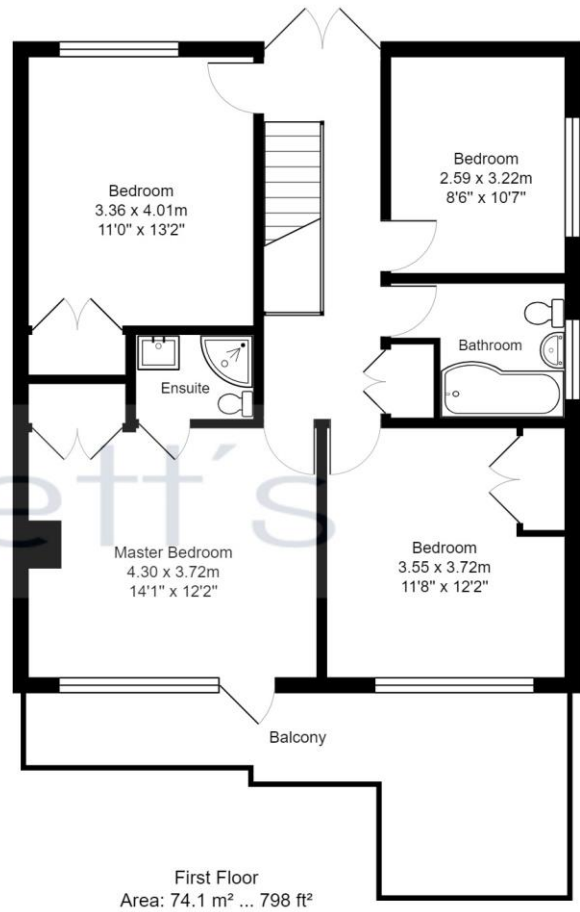 Bedroom
3.36 x 4.01m
11'0" x 13'2"
Bedroom
2.59 x 3.22m
8'6" x 10'7"
Bathroom
Ensuite
Master Bedroom
4.30 x 3.72m
14'1" x 12'2"
Bedroom
3.55 x 3.72m
11'8" x 12'2"
Balcony
First Floor
Area: 74.1 m² ... 798 ft²
ett's